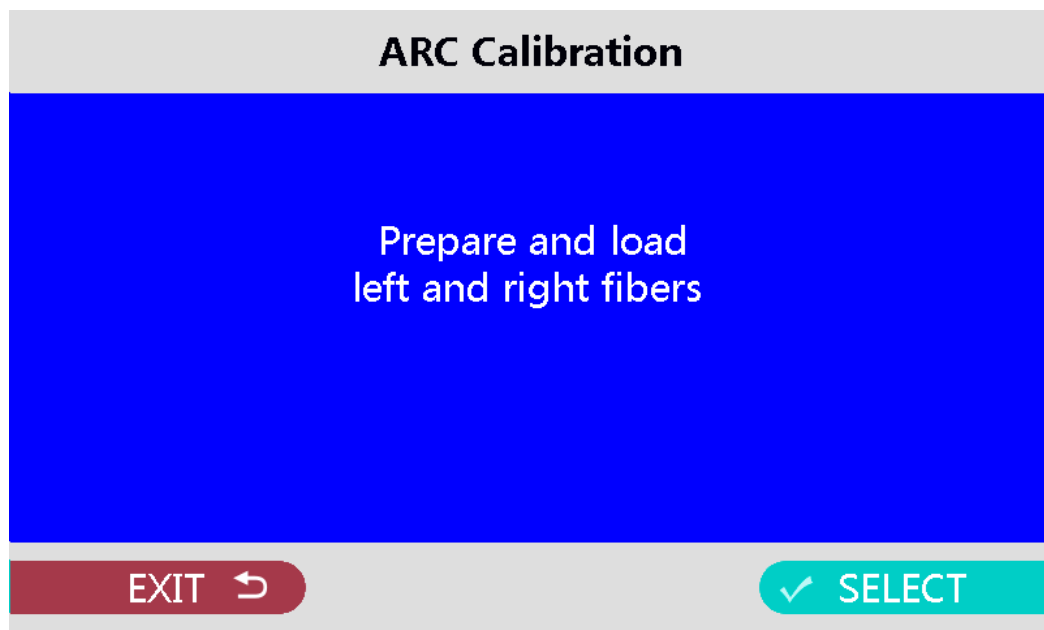 ARC Calibration
Prepare and load
left and right fibers
EXIT
SELECT